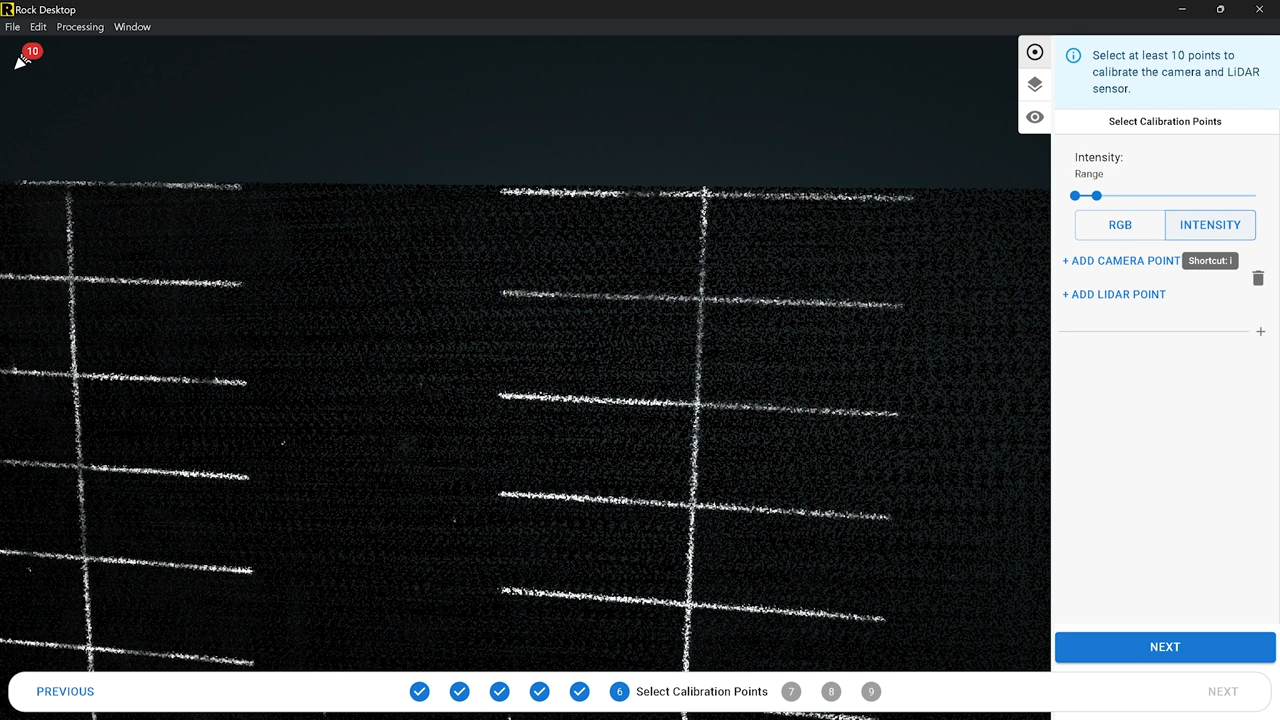 R Rock Desktop
File Edit Processing Window
10
Select at least 10 points to
calibrate the camera and LiDAR
sensor.
Select Calibration Points
Intensity:
Range
RGB INTENSITY
+ ADD CAMERA POINT Shortcut: i
+ ADD LIDAR POINT
NEXT
PREVIOUS 6 Select Calibration Points 7 8 9 NEXT